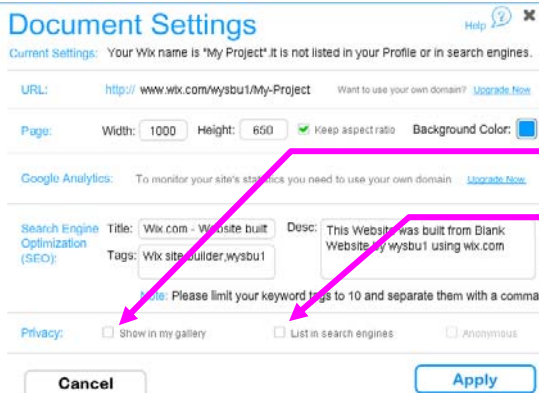 Document Settings
Help
Current Settings: Your Wix name is "My Project".It is not listed in your Profile or in search engines.
URL: http:// www.wix.com/wysbu1/My-Project Want to use your own domain? Upgrade Now
Page: Width: 1000 Height: 650 Keep aspect ratio Background Color:
Google Analytics: To monitor your site's statistics you need to use your own domain Upgrade Now
Search Engine Optimization (SEO):
Title: Wix.com - Website built
Desc: This Website was built from Blank
Website by wysbu1 using wix.com
Tags: Wix site builder,wysbu1
Note: Please limit your keyword tags to 10 and separate them with a comma
Privacy: Show in my gallery List in search engines Anonymous
Cancel Apply